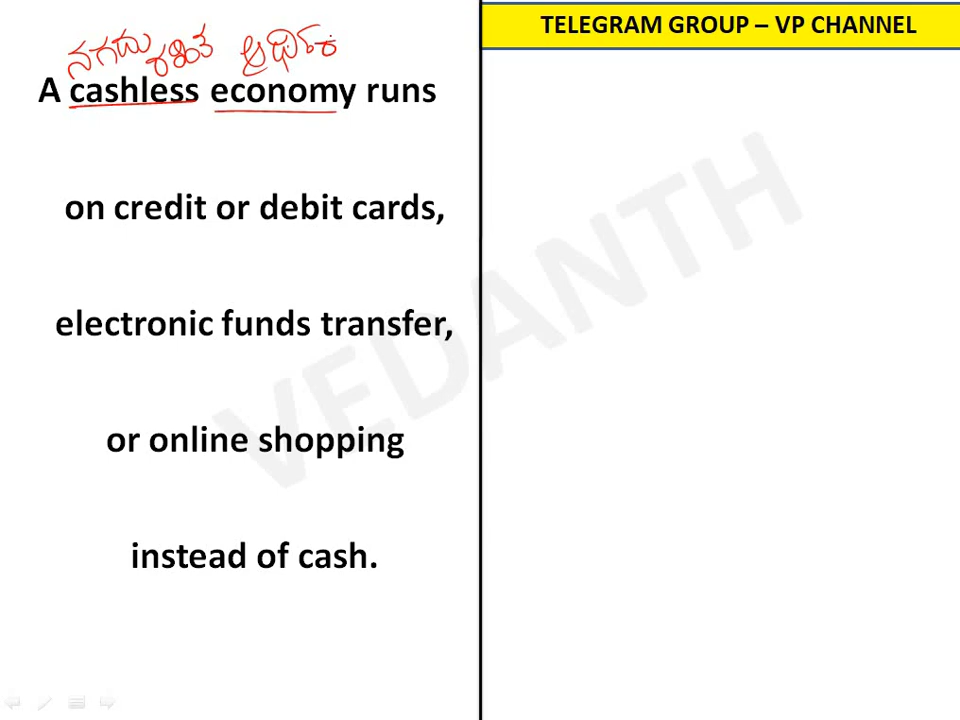 TELEGRAM GROUP – VP CHANNEL
ನಗದು ರಹಿತ ಆರ್ಥಿಕ
A cashless economy runs
on credit or debit cards,
electronic funds transfer,
or online shopping
instead of cash.
VEDANTH